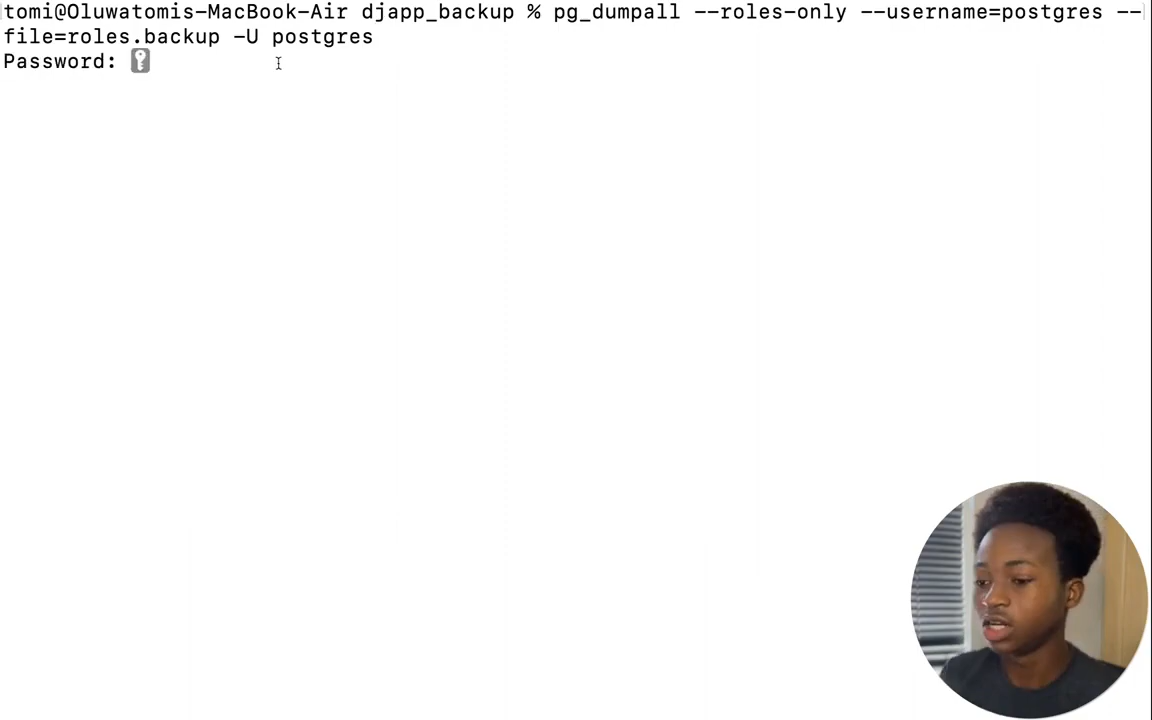 tomi@Oluwatomis-MacBook-Air djapp_backup % pg_dumpall --roles-only --username=postgres --
file=roles.backup -U postgres
Password: